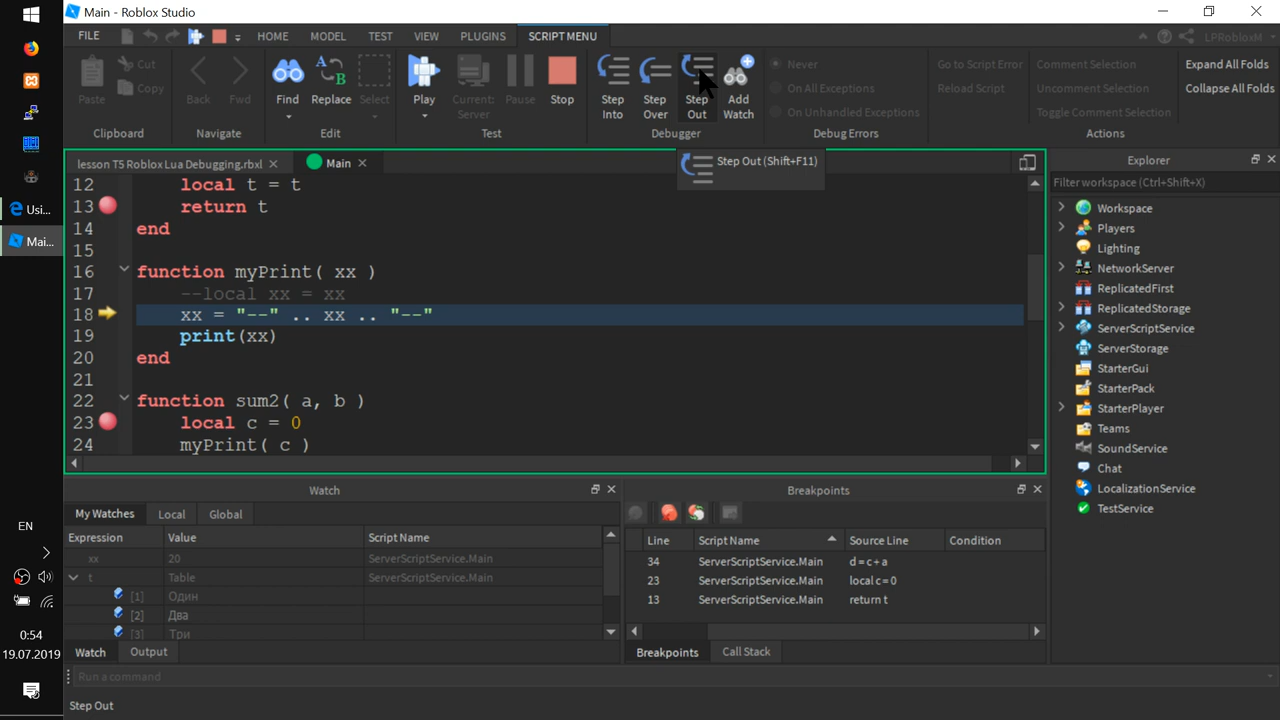 Main - Roblox Studio
FILE
HOME
MODEL
TEST
VIEW
PLUGINS
SCRIPT MENU
LPRobloxM
Paste
Cut
Copy
Clipboard
Back
Fwd
Navigate
Find
Replace
Select
Edit
Play
Current:
Server
Pause
Stop
Test
Step
Into
Step
Over
Step
Out
Add
Watch
Debugger
Never
On All Exceptions
On Unhandled Exceptions
Debug Errors
Go to Script Error
Reload Script
Comment Selection
Uncomment Selection
Toggle Comment Selection
Expand All Folds
Collapse All Folds
Actions
Step Out (Shift+F11)
lesson T5 Roblox Lua Debugging.rbxl
Main
12 local t = t
13 return t
14 end
15
16 function myPrint( xx )
17 --local xx = xx
18 xx = "--" .. xx .. "--"
19 print(xx)
20 end
21
22 function sum2( a, b )
23 local c = 0
24 myPrint( c )
Explorer
Filter workspace (Ctrl+Shift+X)
Workspace
Players
Lighting
NetworkServer
ReplicatedFirst
ReplicatedStorage
ServerScriptService
ServerStorage
StarterGui
StarterPack
StarterPlayer
Teams
SoundService
Chat
LocalizationService
TestService
Watch
My Watches
Local
Global
Expression Value Script Name
xx 20 ServerScriptService.Main
t Table ServerScriptService.Main
[1] Один
[2] Два
[3] Три
Watch
Output
Breakpoints
Line Script Name Source Line Condition
34 ServerScriptService.Main d = c + a
23 ServerScriptService.Main local c = 0
13 ServerScriptService.Main return t
Breakpoints
Call Stack
Run a command
Step Out
Usi...
Mai...
EN
0:54
19.07.2019